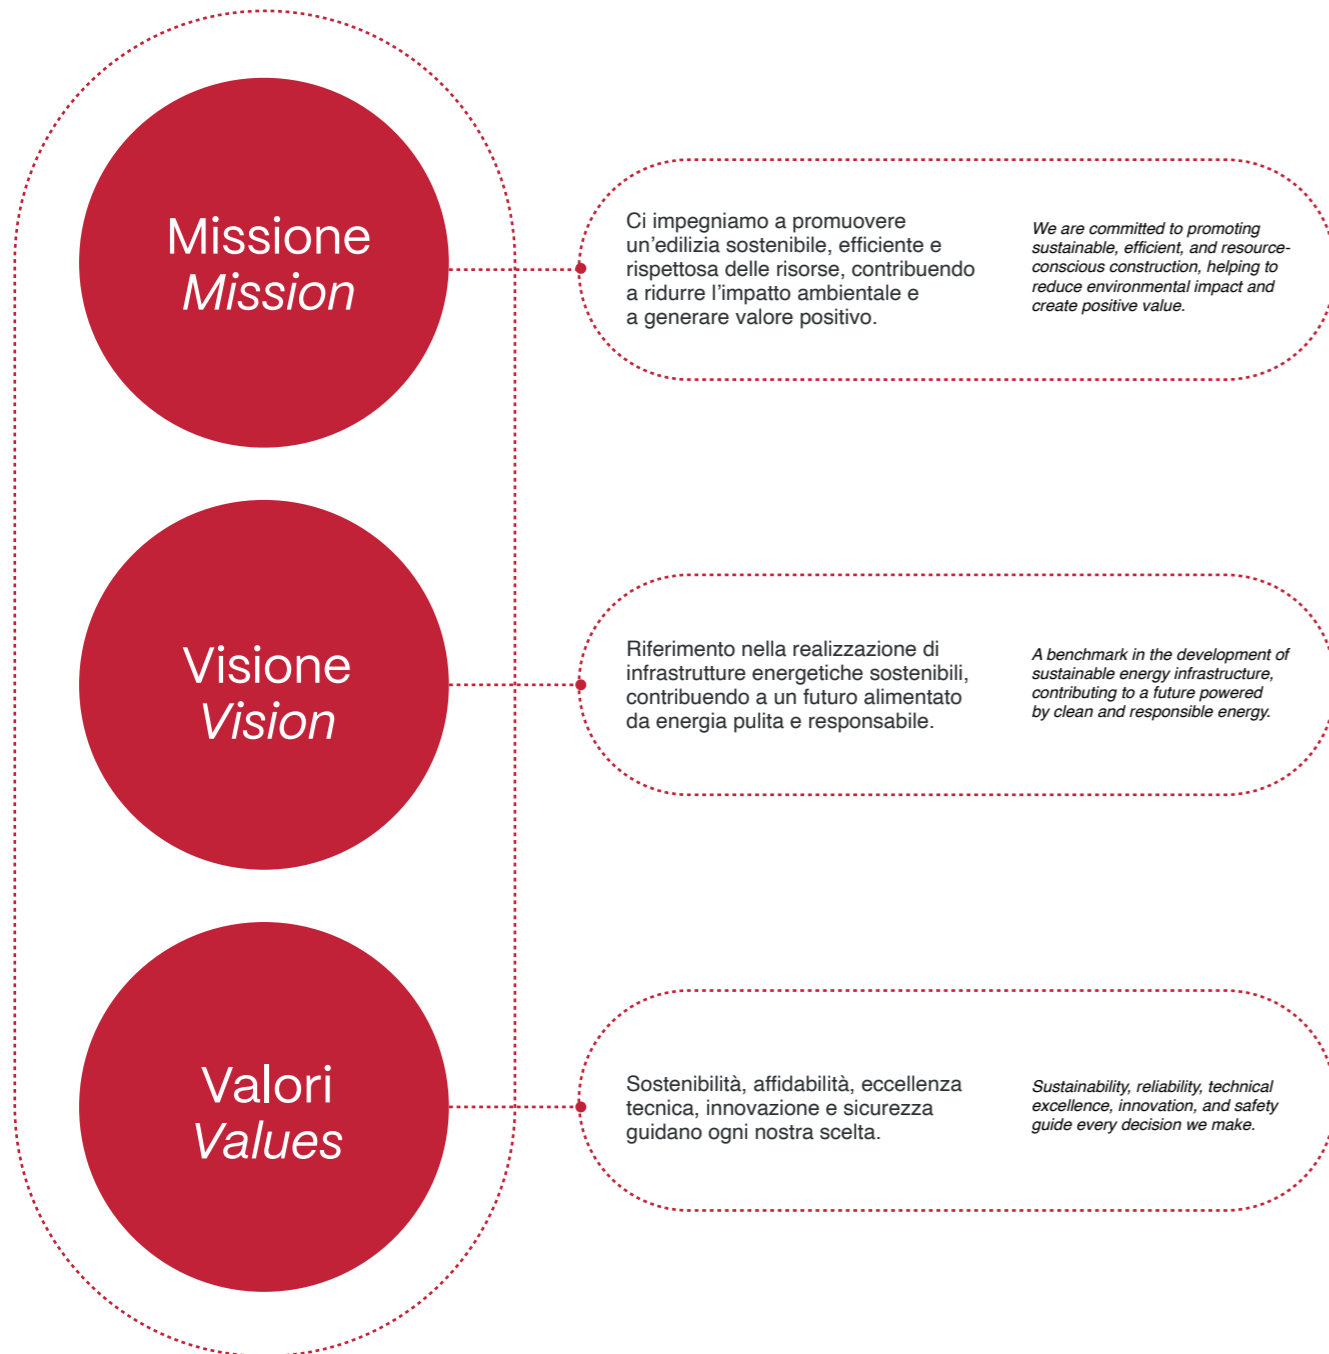 Missione
Mission
Ci impegniamo a promuovere
un’edilizia sostenibile, efficiente e
rispettosa delle risorse, contribuendo
a ridurre l’impatto ambientale e
a generare valore positivo.
We are committed to promoting
sustainable, efficient, and resource-
conscious construction, helping to
reduce environmental impact and
create positive value.
Visione
Vision
Riferimento nella realizzazione di
infrastrutture energetiche sostenibili,
contribuendo a un futuro alimentato
da energia pulita e responsabile.
A benchmark in the development of
sustainable energy infrastructure,
contributing to a future powered
by clean and responsible energy.
Valori
Values
Sostenibilità, affidabilità, eccellenza
tecnica, innovazione e sicurezza
guidano ogni nostra scelta.
Sustainability, reliability, technical
excellence, innovation, and safety
guide every decision we make.